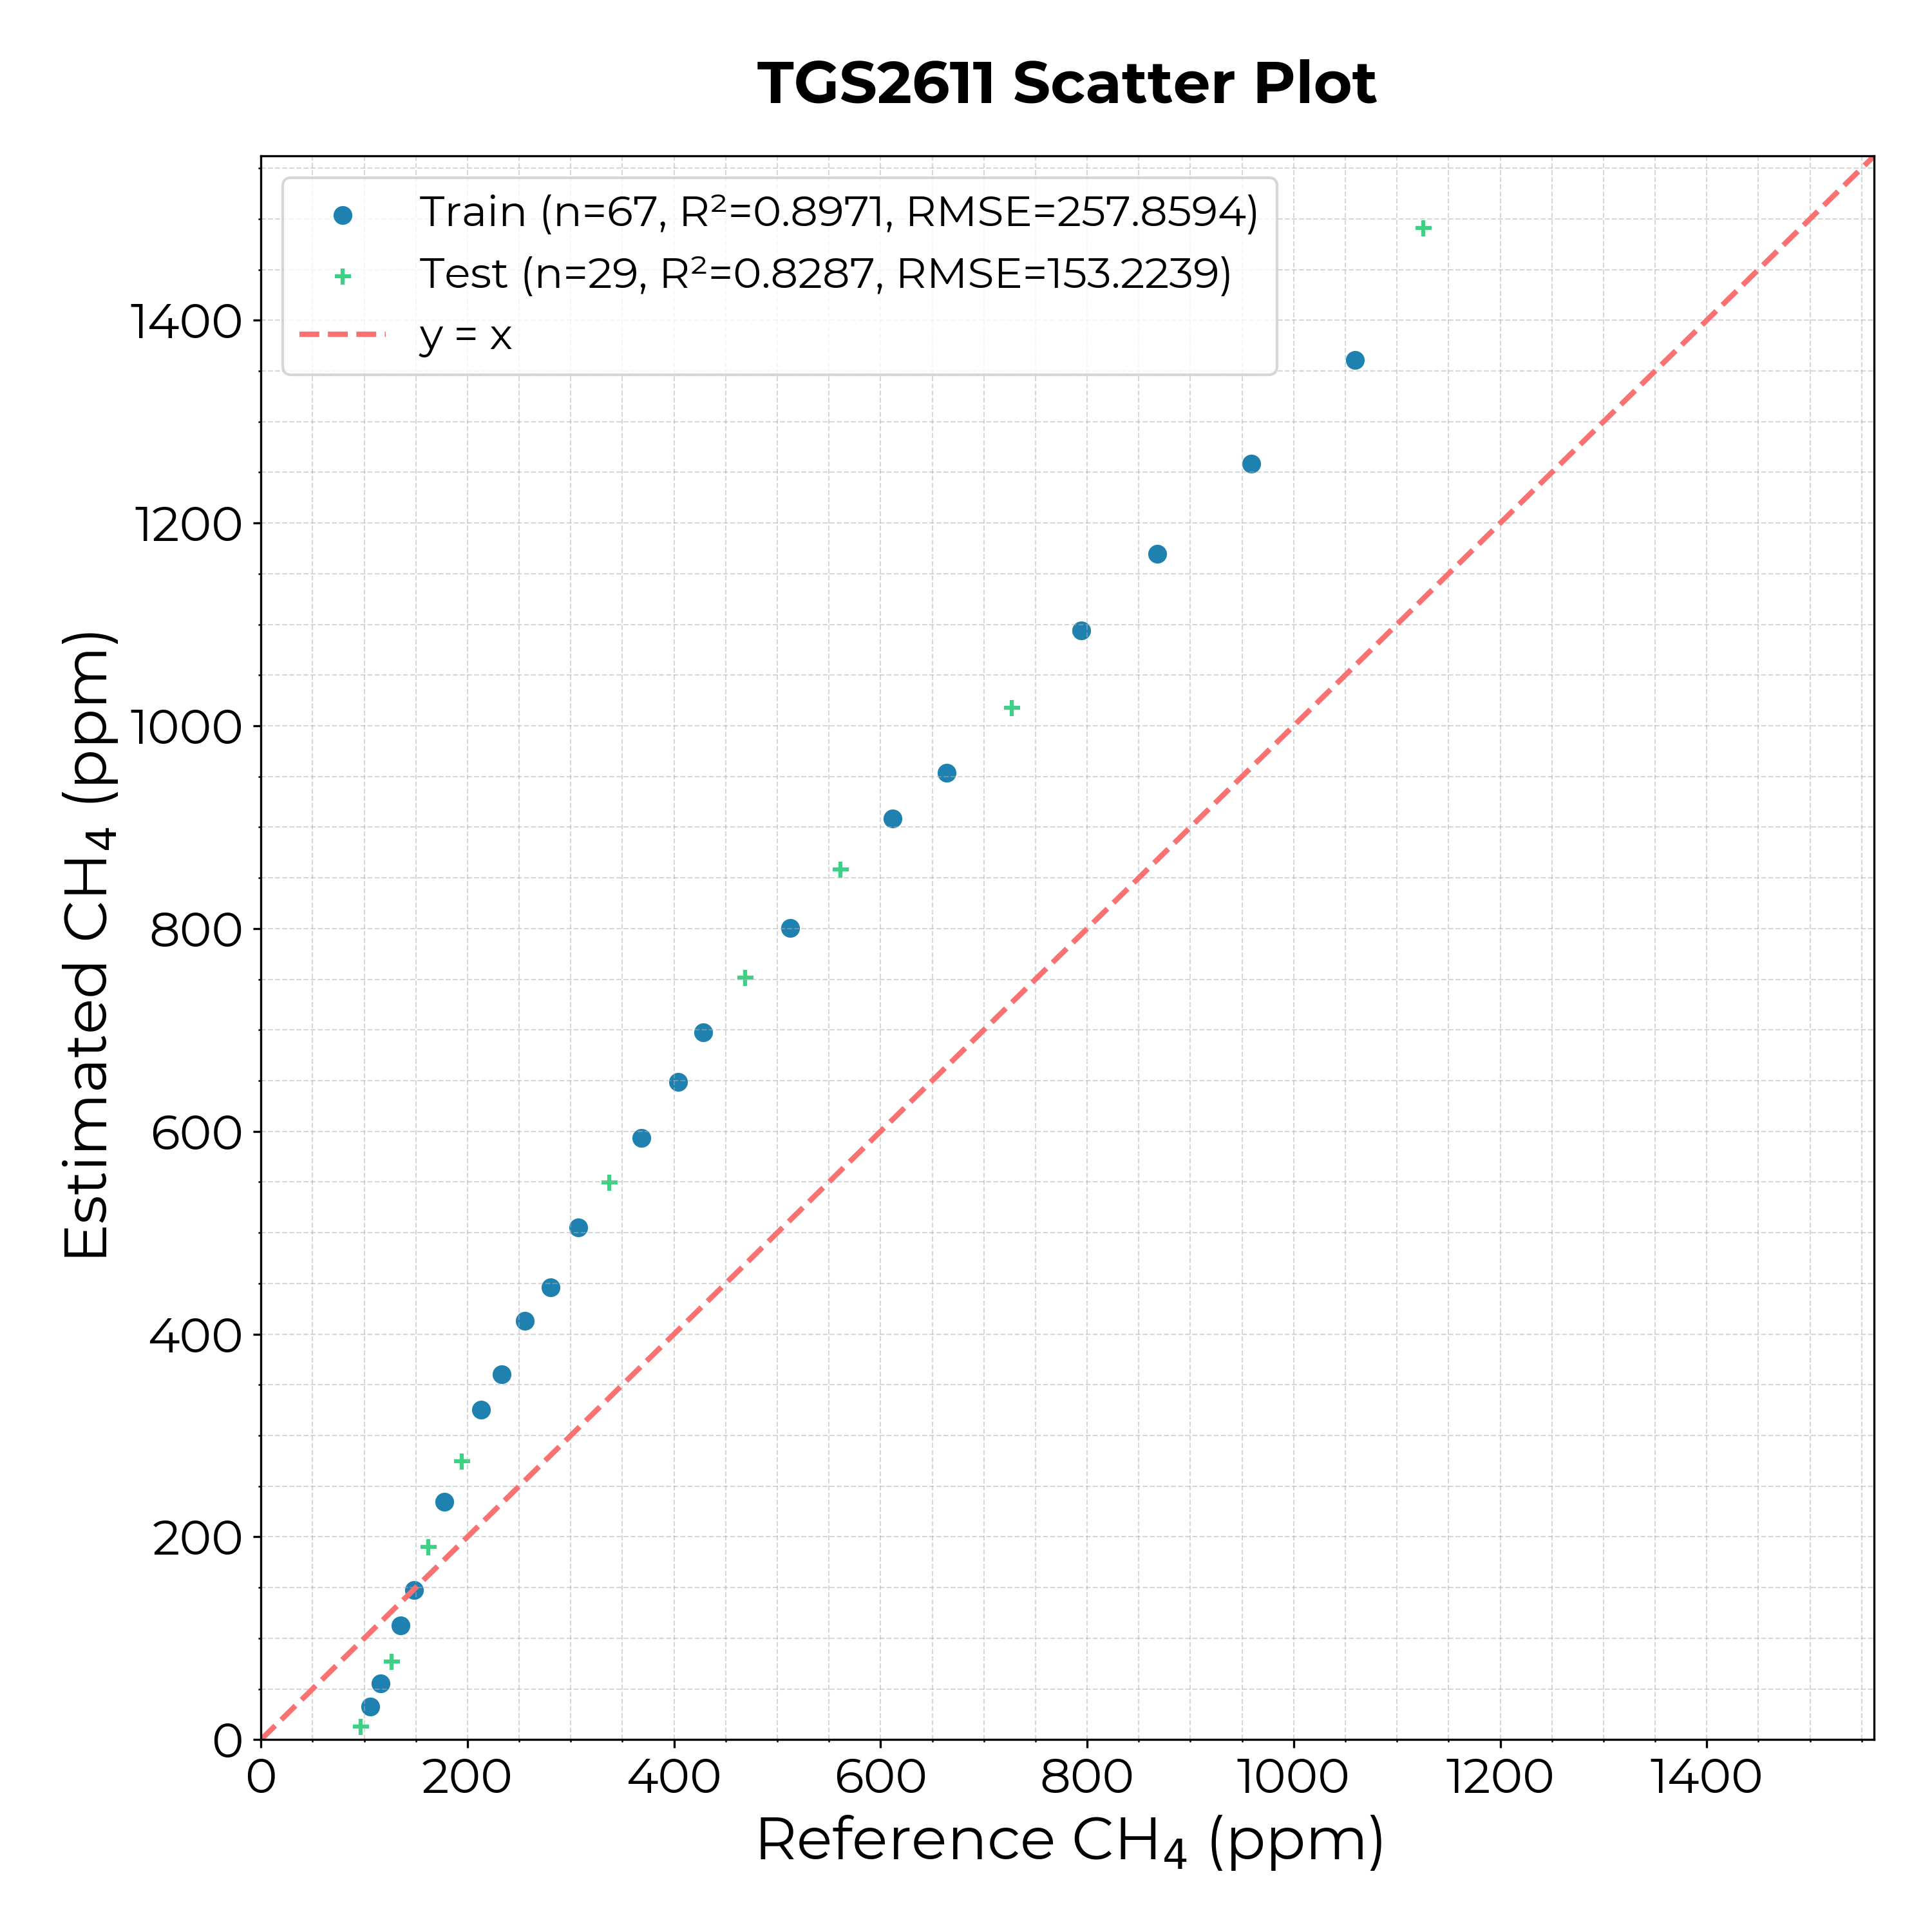 TGS2611 Scatter Plot
Train (n=67, R²=0.8971, RMSE=257.8594)
Test (n=29, R²=0.8287, RMSE=153.2239)
y = x
Estimated CH₄ (ppm)
1400
1200
1000
800
600
400
200
0
0 200 400 600 800 1000 1200 1400
Reference CH₄ (ppm)